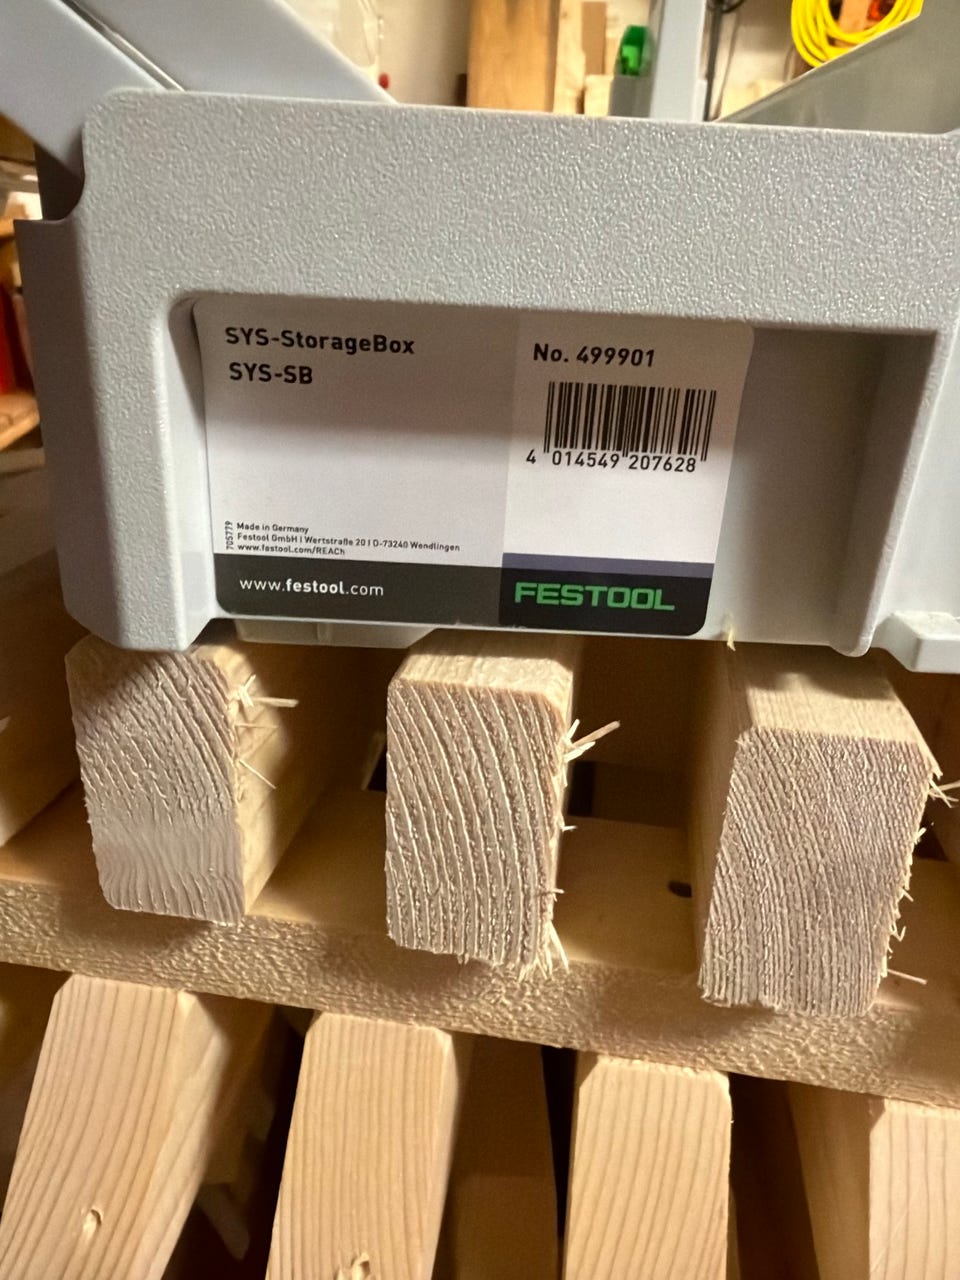 SYS-StorageBox
SYS-SB
No. 499901
4 014549 207628
705779
Made in Germany
Festool GmbH | Wertstraße 20 | D-73240 Wendlingen
www.festool.com/REACh
www.festool.com
FESTOOL